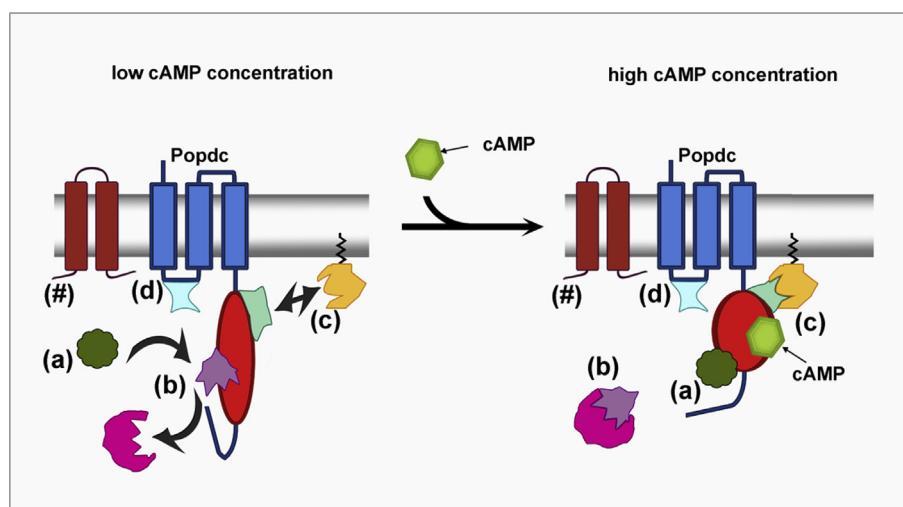 low cAMP concentration
high cAMP concentration
cAMP
Popdc
Popdc
(#)
(d)
(c)
(#)
(d)
(c)
(a)
(b)
(b)
(a)
cAMP